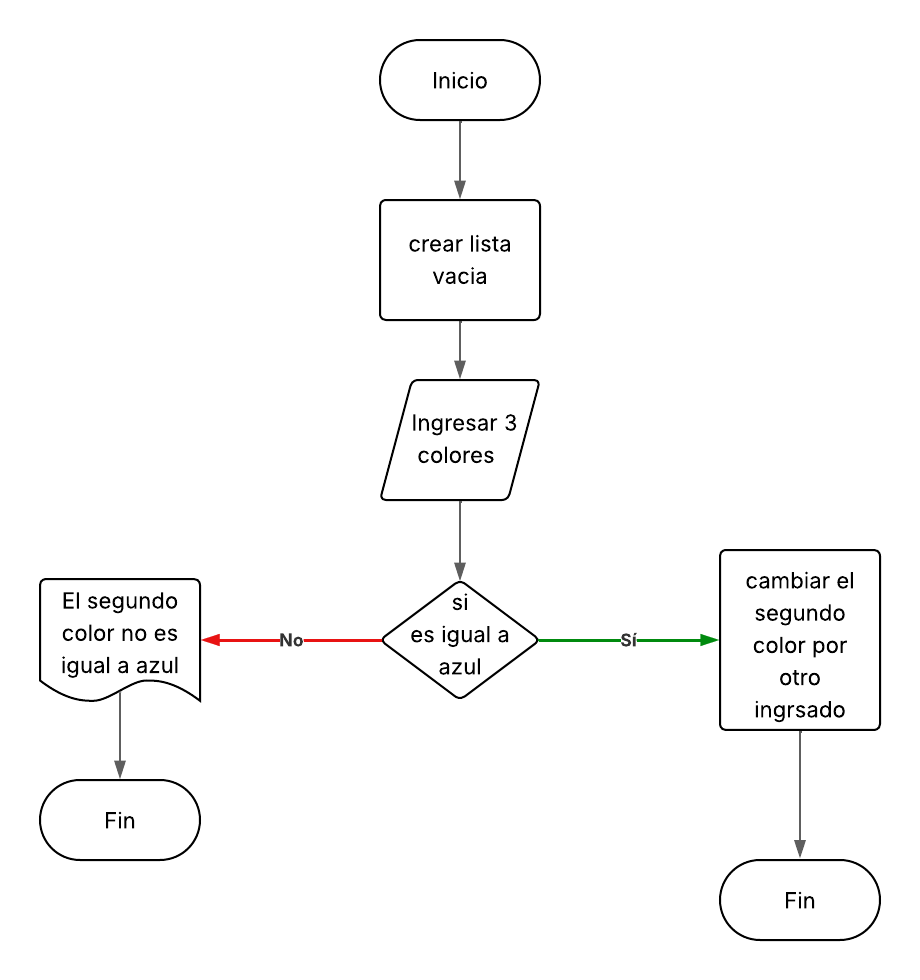 Inicio
crear lista
vacia
Ingresar 3
colores
si
es igual a
azul
No
Sí
El segundo
color no es
igual a azul
cambiar el
segundo
color por
otro
ingrsado
Fin
Fin